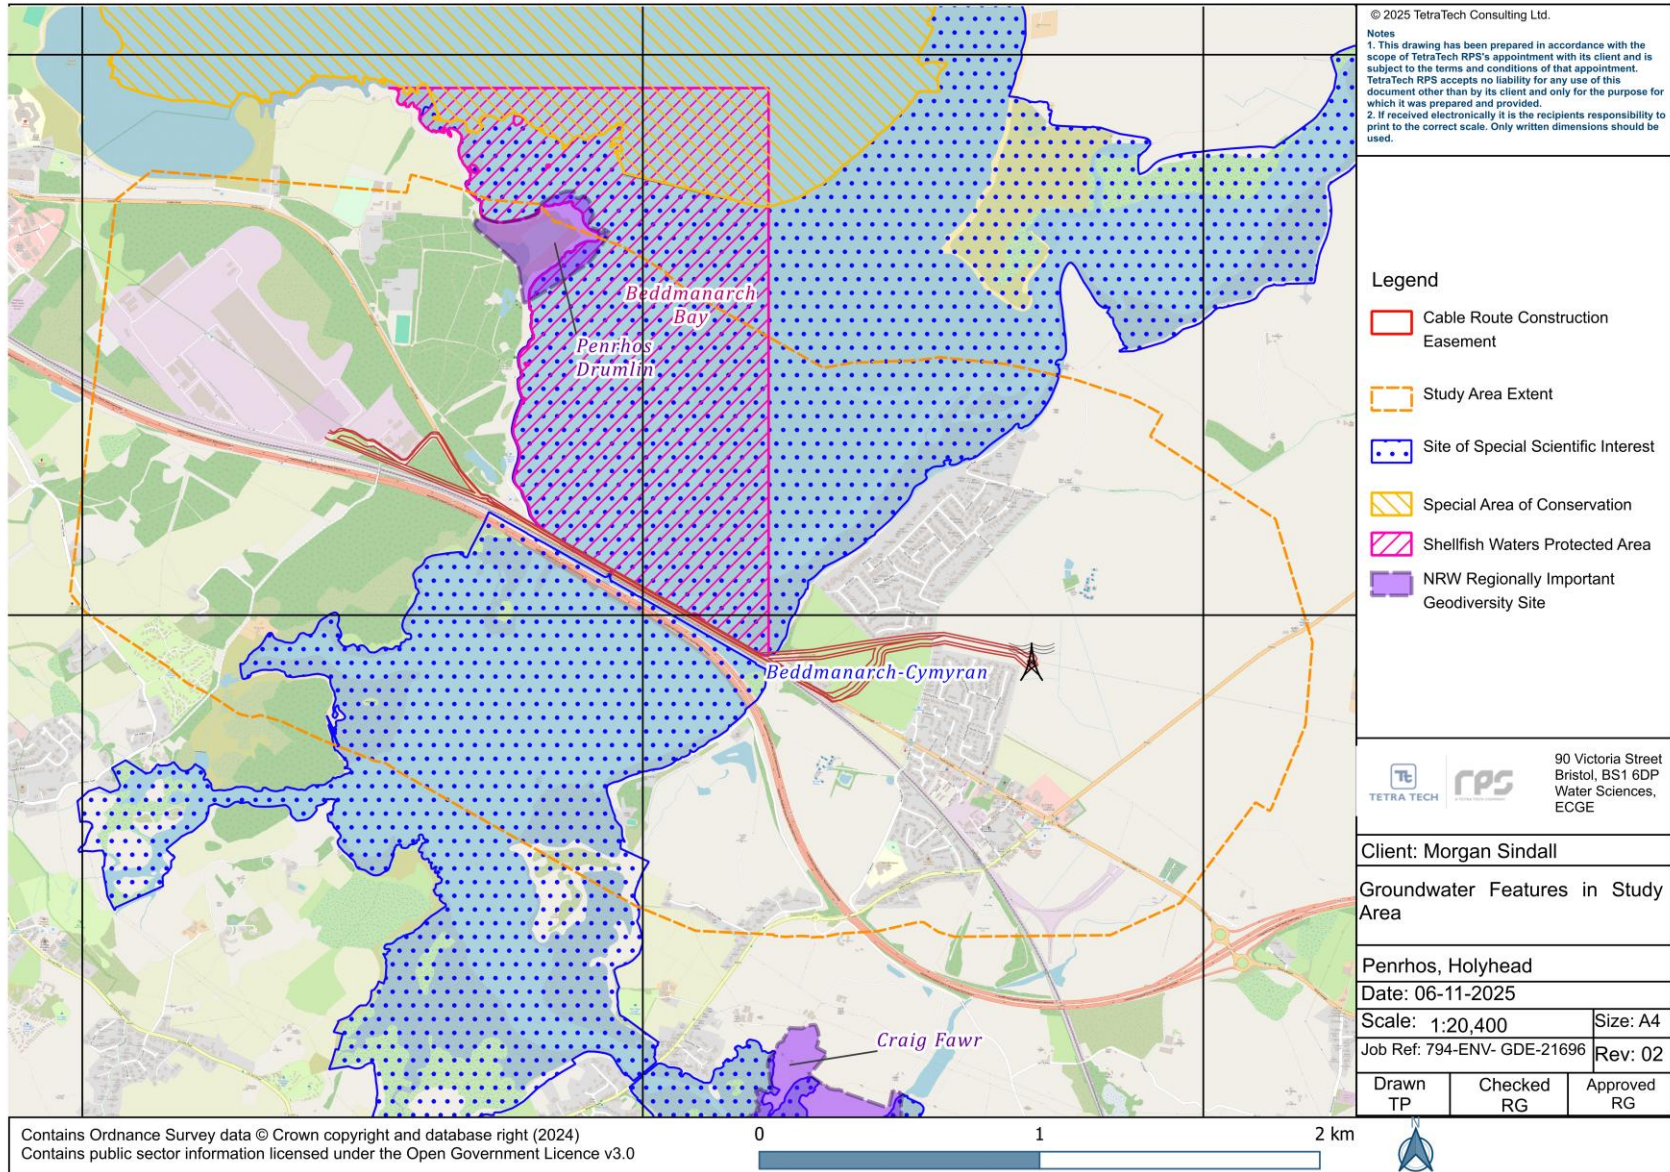 © 2025 TetraTech Consulting Ltd.
Notes
1. This drawing has been prepared in accordance with the
scope of TetraTech RPS's appointment with its client and is
subject to the terms and conditions of that appointment.
TetraTech RPS accepts no liability for any use of this
document other than by its client and only for the purpose for
which it was prepared and provided.
2. If received electronically it is the recipients responsibility to
print to the correct scale. Only written dimensions should be
used.
Beddmanarch
Bay
Penrhos
Drumlin
Beddmanarch-Cymyran
Craig Fawr
Legend
Cable Route Construction
Easement
Study Area Extent
Site of Special Scientific Interest
Special Area of Conservation
Shellfish Waters Protected Area
NRW Regionally Important
Geodiversity Site
TETRA TECH
rps
90 Victoria Street
Bristol, BS1 6DP
Water Sciences,
ECGE
Client: Morgan Sindall
Groundwater Features in Study
Area
Penrhos, Holyhead
Date: 06-11-2025
Scale: 1:20,400 Size: A4
Job Ref: 794-ENV- GDE-21696 Rev: 02
Drawn Checked Approved
TP RG RG
N
Contains Ordnance Survey data © Crown copyright and database right (2024)
Contains public sector information licensed under the Open Government Licence v3.0
0 1 2 km